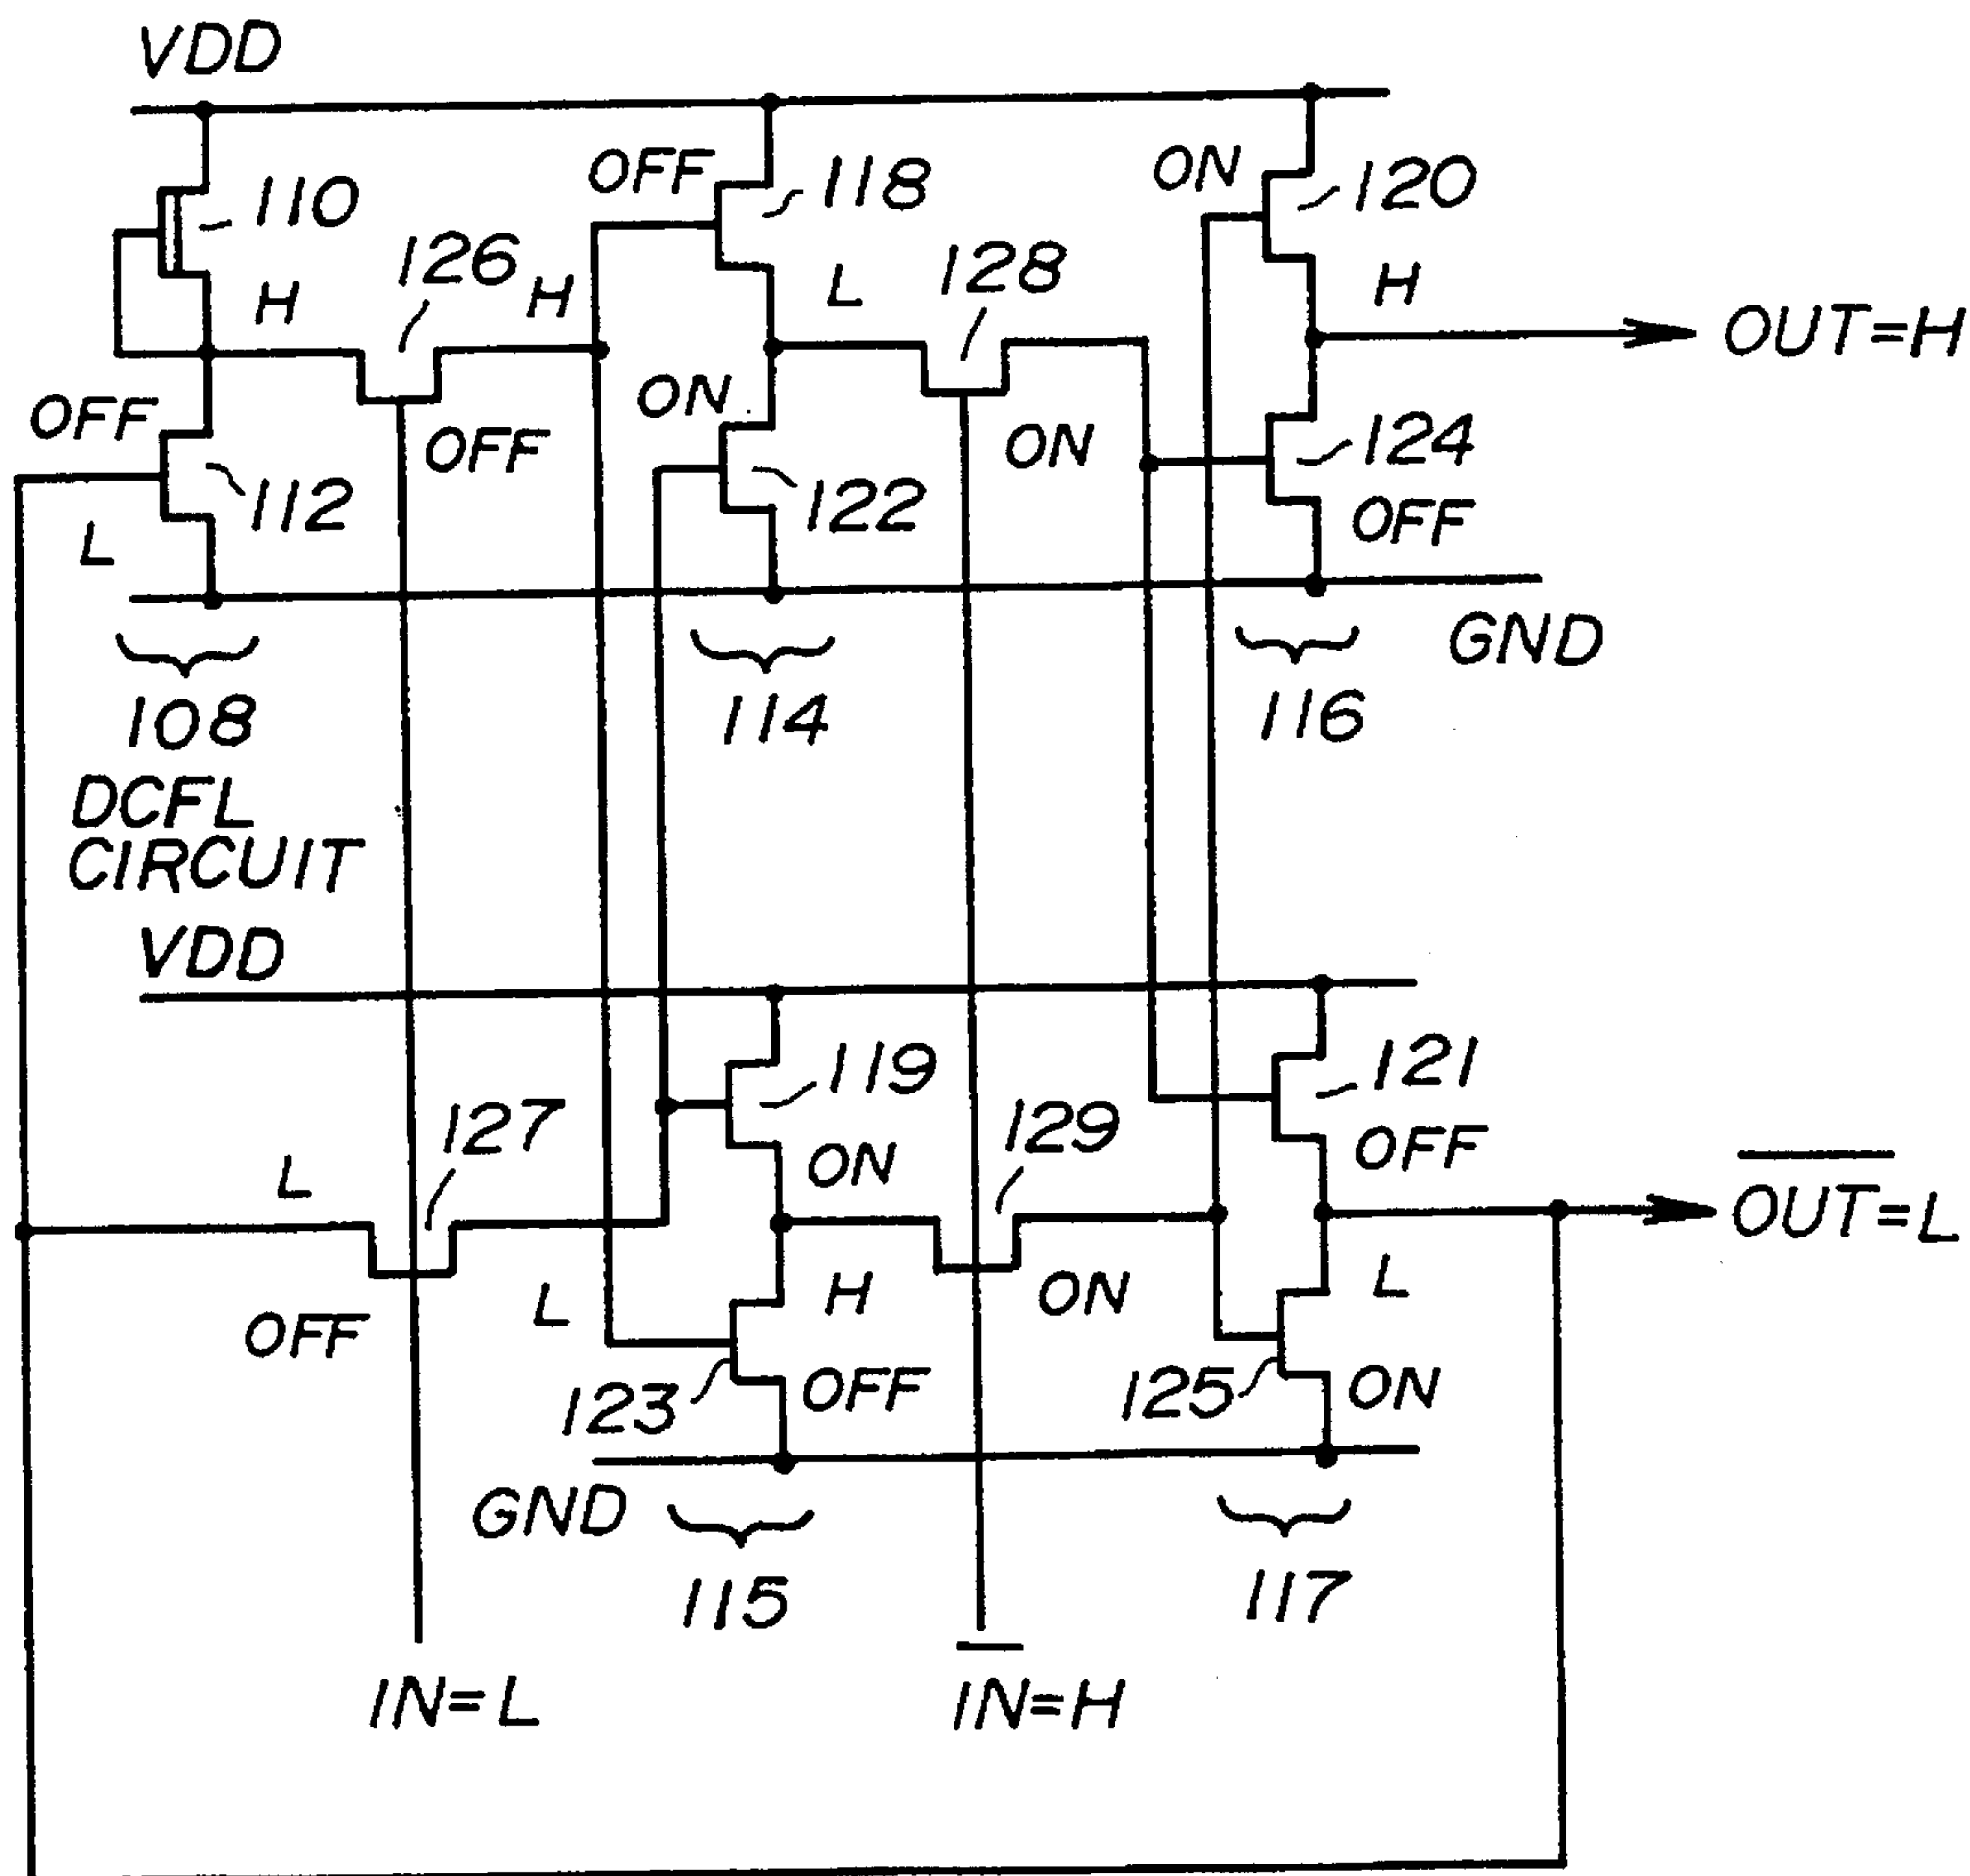 VDD
OFF
118
ON
120
110
126
H
H
L
128
H
OUT=H
OFF
ON
OFF
ON
124
112
122
OFF
L
GND
108
114
116
DCFL
CIRCUIT
VDD
119
121
127
129
ON
OFF
L
OUT=L
L
H
ON
L
OFF
123
OFF
125
ON
GND
115
117
IN=L
IN=H